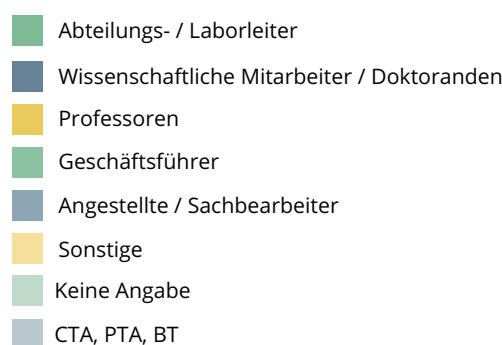 Abteilungs- / Laborleiter
Wissenschaftliche Mitarbeiter / Doktoranden
Professoren
Geschäftsführer
Angestellte / Sachbearbeiter
Sonstige
Keine Angabe
CTA, PTA, BT